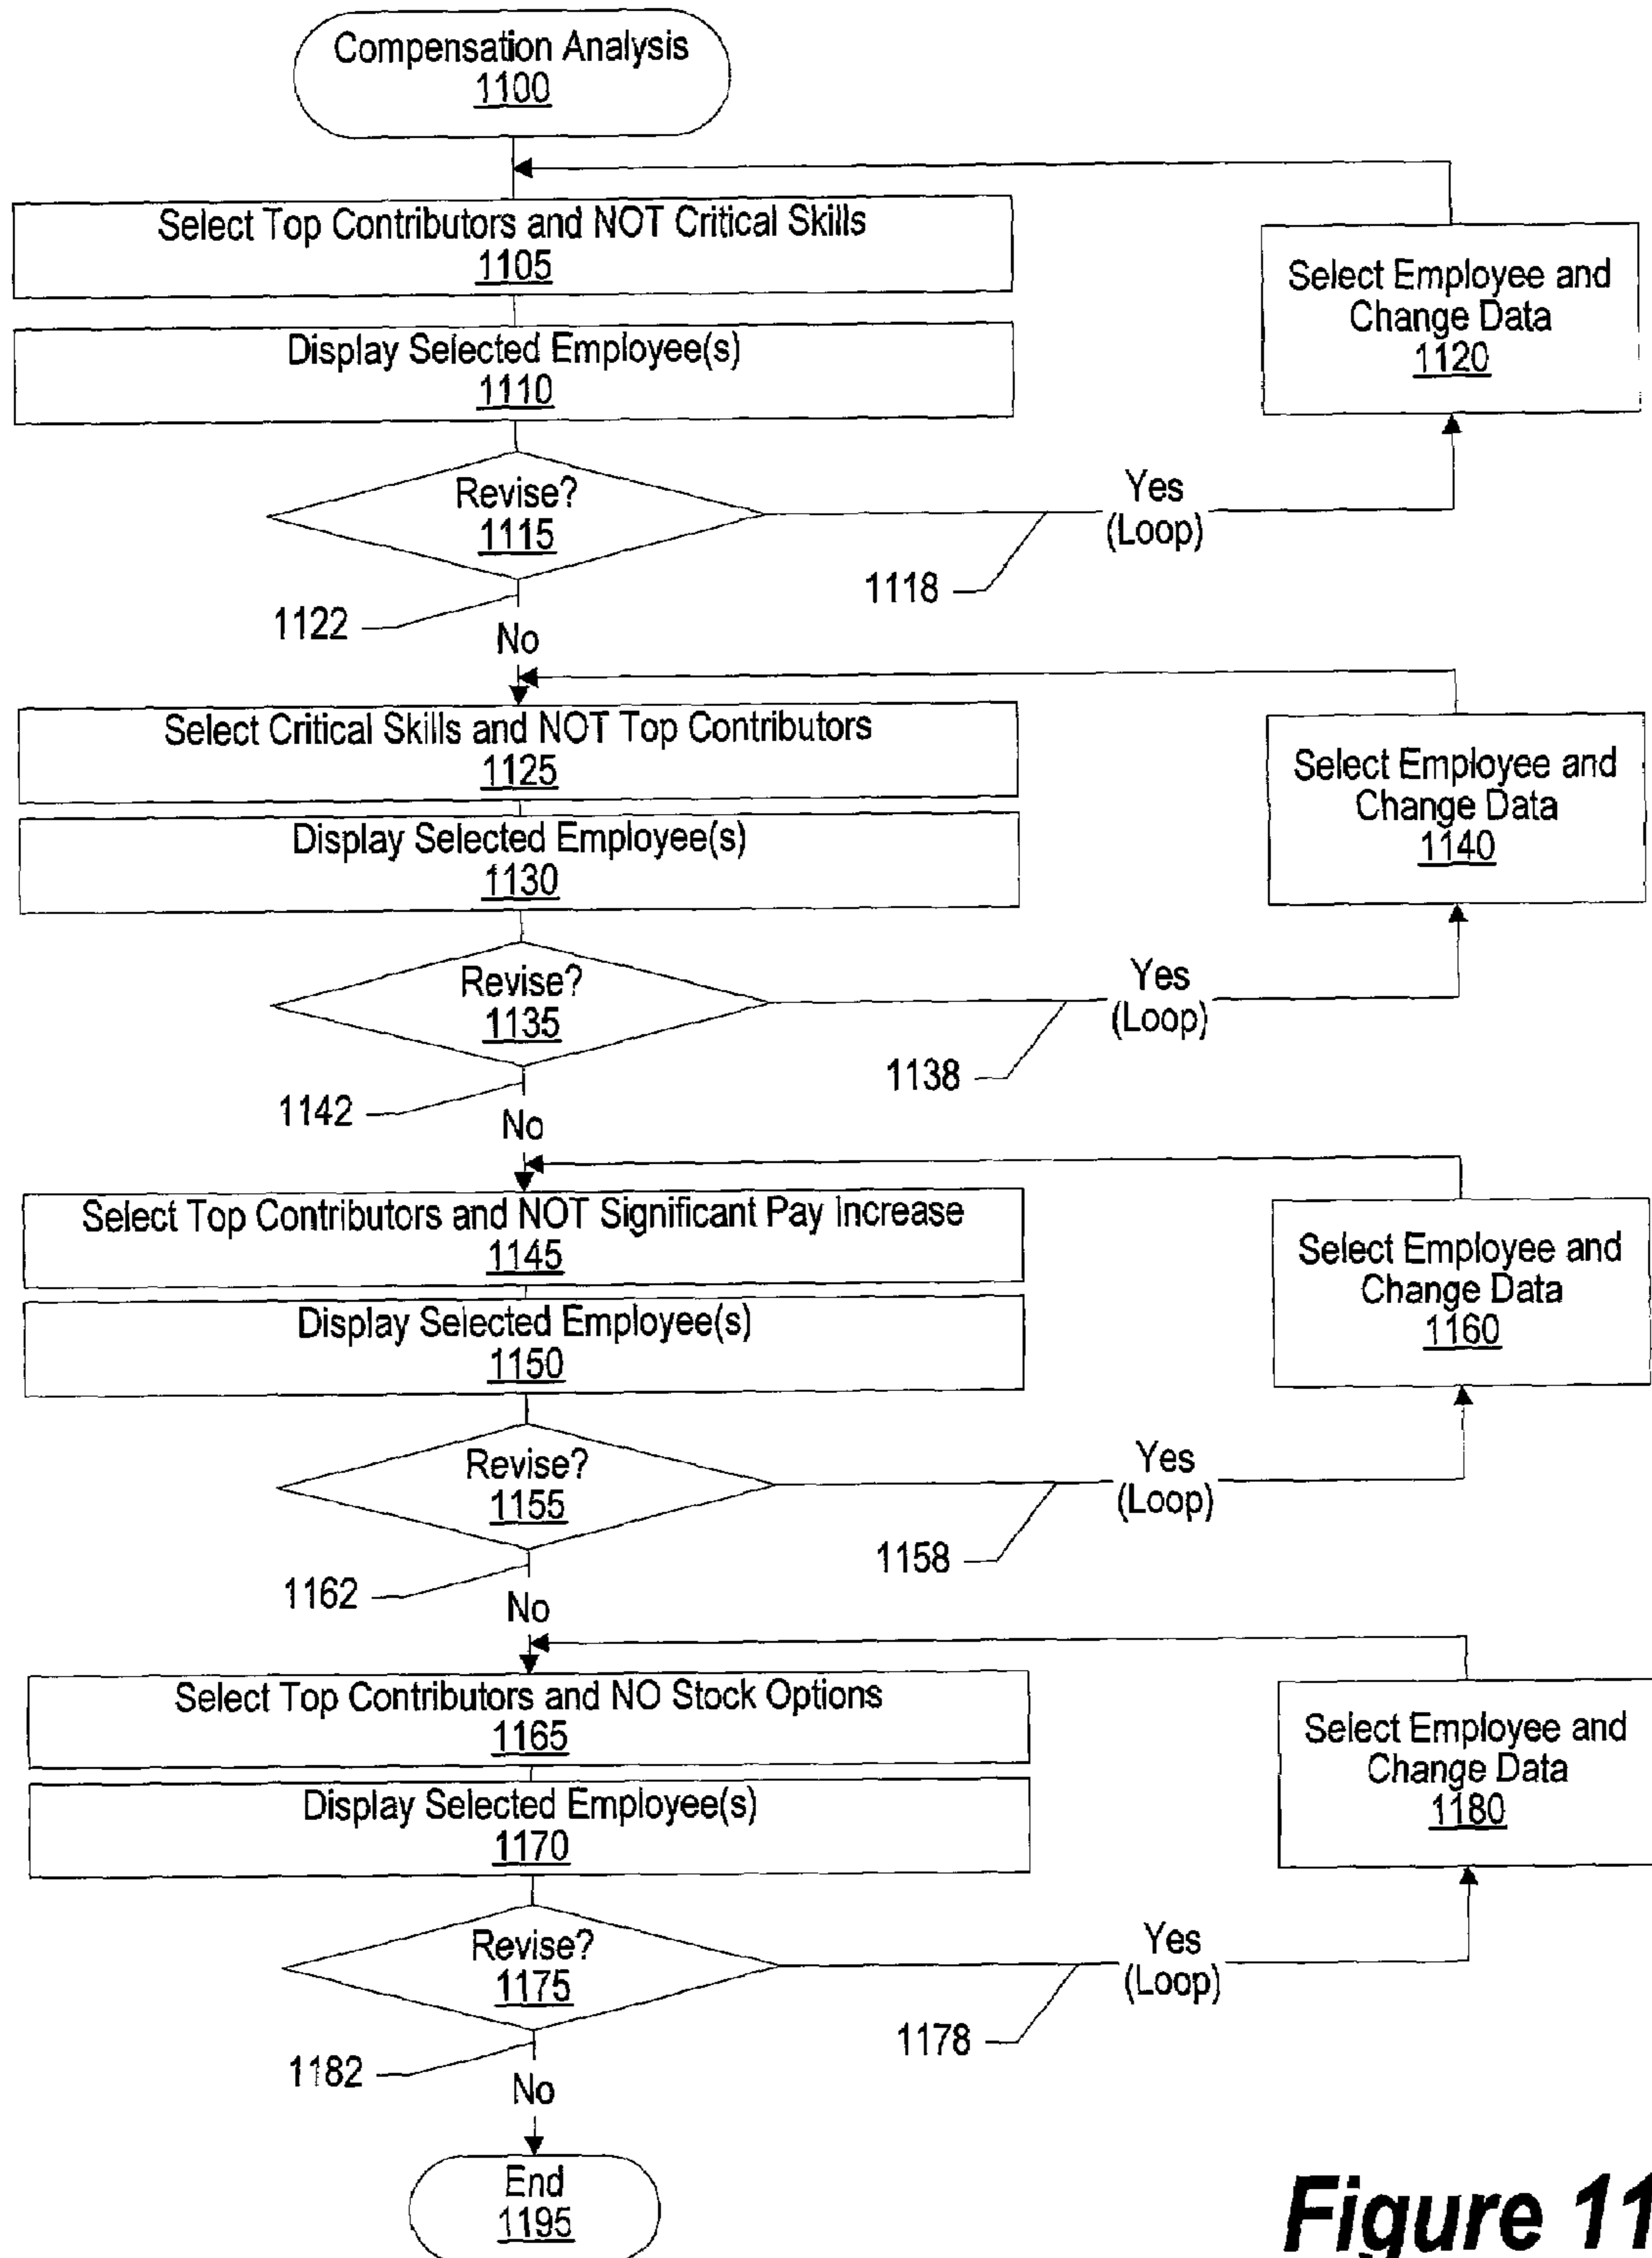 Compensation Analysis
1100
Select Top Contributors and NOT Critical Skills
1105
Select Employee and
Change Data
1120
Display Selected Employee(s)
1110
Revise?
1115
Yes
(Loop)
1118
1122
No
Select Critical Skills and NOT Top Contributors
1125
Select Employee and
Change Data
1140
Display Selected Employee(s)
1130
Revise?
1135
Yes
(Loop)
1138
1142
No
Select Top Contributors and NOT Significant Pay Increase
1145
Select Employee and
Change Data
1160
Display Selected Employee(s)
1150
Revise?
1155
Yes
(Loop)
1158
1162
No
Select Top Contributors and NO Stock Options
1165
Select Employee and
Change Data
1180
Display Selected Employee(s)
1170
Revise?
1175
Yes
(Loop)
1178
1182
No
End
1195
Figure 11